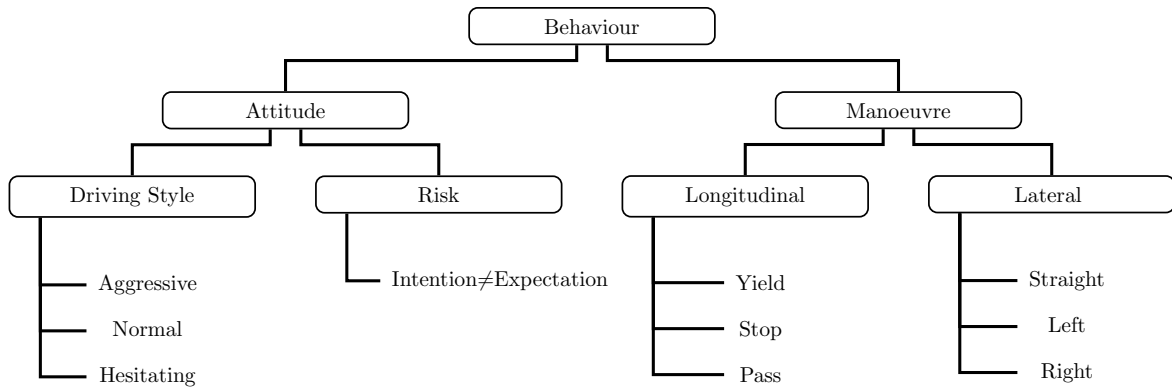 Behaviour
Attitude
Manoeuvre
Driving Style
Risk
Longitudinal
Lateral
Aggressive
Normal
Hesitating
Intention≠Expectation
Yield
Stop
Pass
Straight
Left
Right